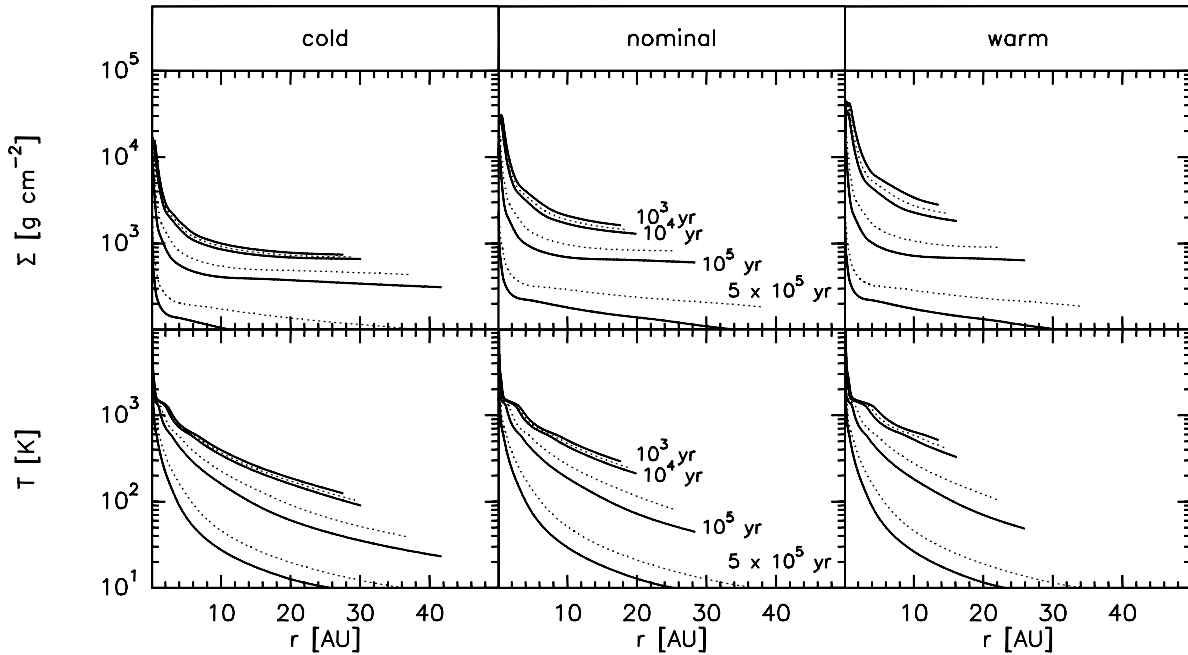 cold nominal warm
10^5
10^4
10^3
Σ [g cm^-2]
10^3 yr
10^4 yr
10^5 yr
5 x 10^5 yr
10^3
10^2
10^1
T [K]
10^3 yr
10^4 yr
10^5 yr
5 x 10^5 yr
10 20 30 40 10 20 30 40 10 20 30 40
r [AU] r [AU] r [AU]